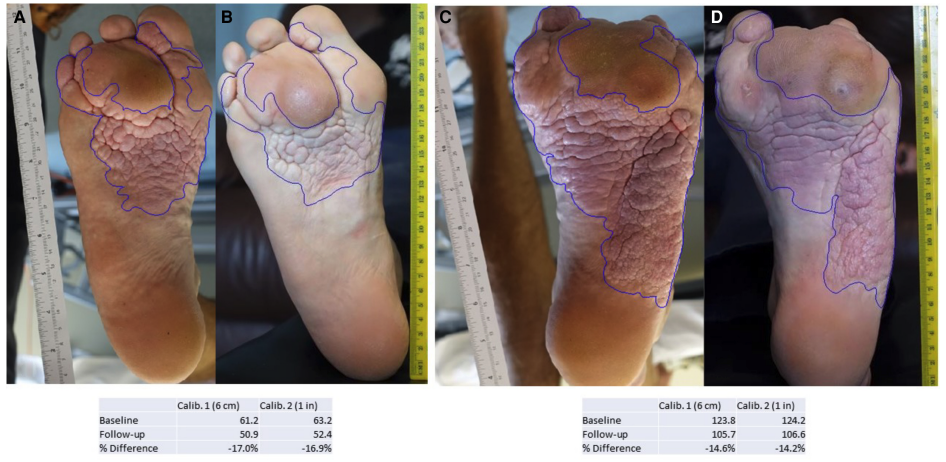 A B C D
Calib. 1 (6 cm) Calib. 2 (1 in)
Baseline 61.2 63.2
Follow-up 50.9 52.4
% Difference -17.0% -16.9%
Calib. 1 (6 cm) Calib. 2 (1 in)
Baseline 123.8 124.2
Follow-up 105.7 106.6
% Difference -14.6% -14.2%